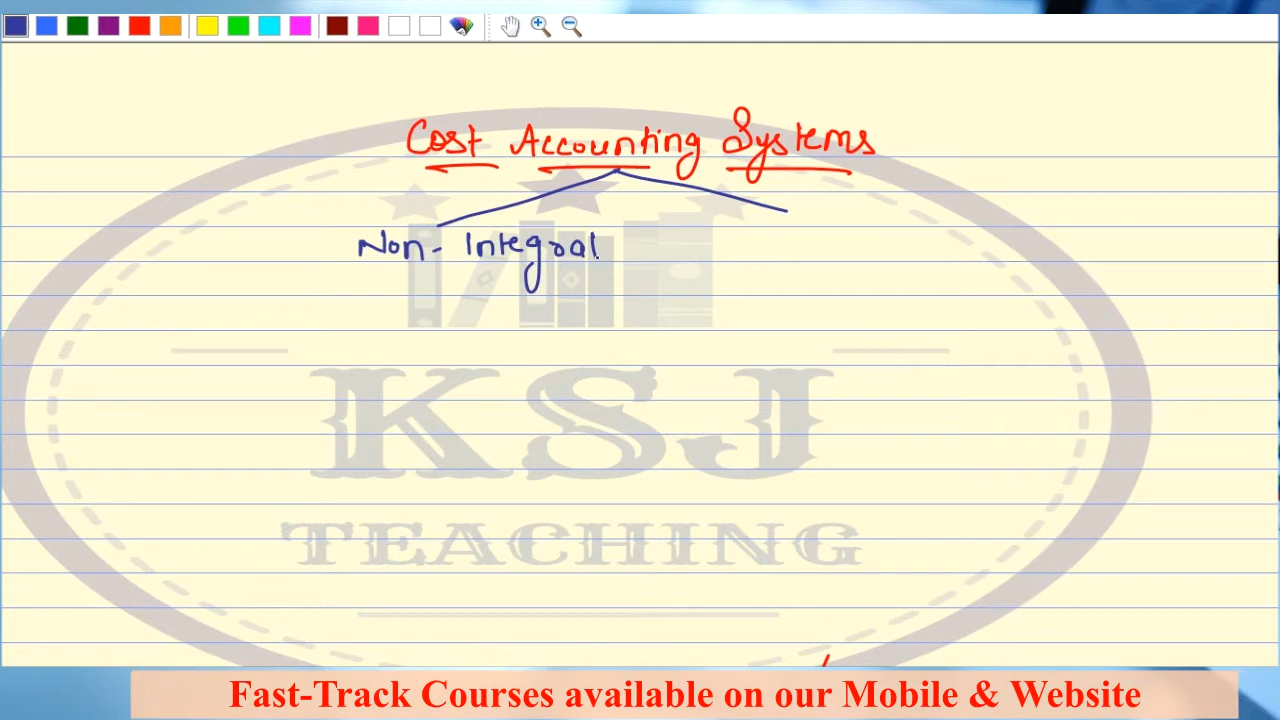 Cost Accounting Systems
Non-Integral
KSJ
TEACHING
Fast-Track Courses available on our Mobile & Website